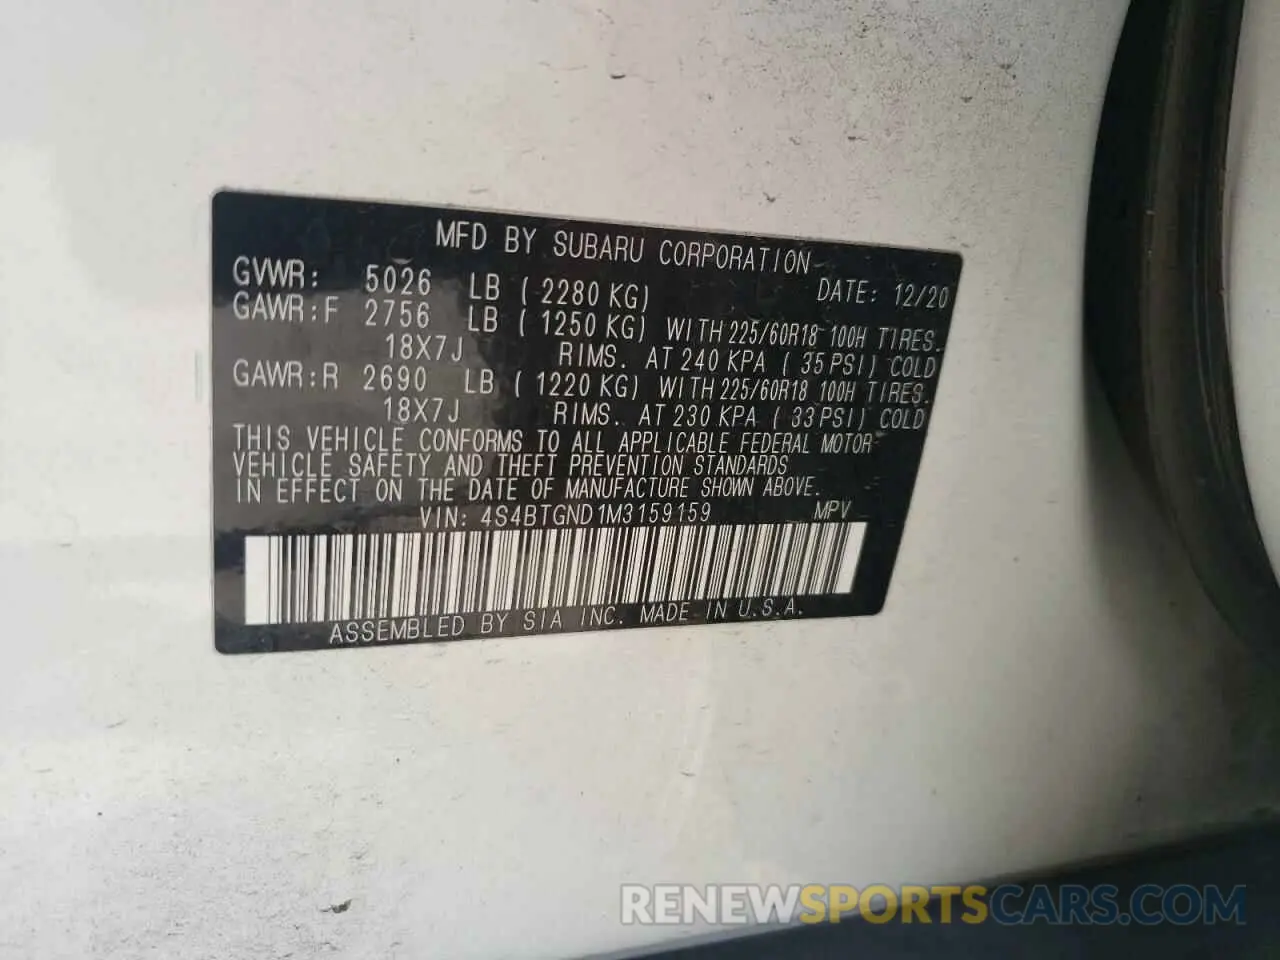 MFD BY SUBARU CORPORATION
GVWR: 5026 LB ( 2280 KG) DATE: 12/20
GAWR:F 2756 LB ( 1250 KG) WITH 225/60R18 100H TIRES.
18X7J RIMS. AT 240 KPA ( 35 PSI) COLD
GAWR:R 2690 LB ( 1220 KG) WITH 225/60R18 100H TIRES.
18X7J RIMS. AT 230 KPA ( 33 PSI) COLD
THIS VEHICLE CONFORMS TO ALL APPLICABLE FEDERAL MOTOR
VEHICLE SAFETY AND THEFT PREVENTION STANDARDS
IN EFFECT ON THE DATE OF MANUFACTURE SHOWN ABOVE.
VIN: 4S4BTGND1M3159159 MPV
ASSEMBLED BY SIA INC. MADE IN U.S.A.
RENEWSPORTSCARS.COM